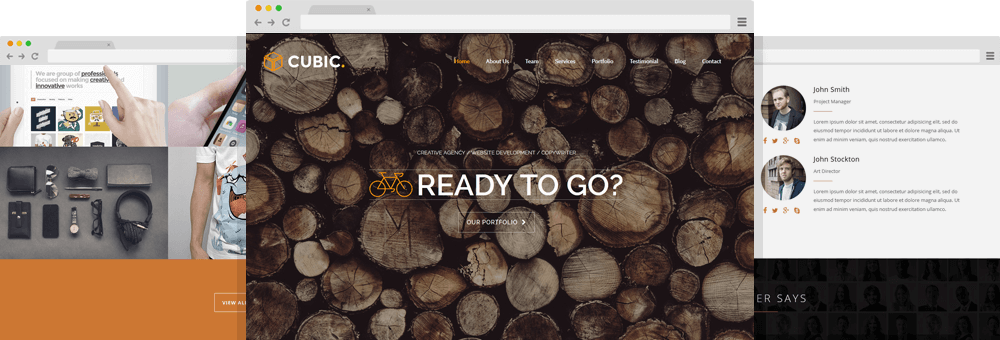 We are group of professionals
focused on making creative and
innovative works
VIEW ALL
CUBIC.
Home About Us Team Services Portfolio Testimonial Blog Contact
CREATIVE AGENCY / WEBSITE DEVELOPMENT / COPYWRITER
READY TO GO?
OUR PORTFOLIO
John Smith
Project Manager
Lorem ipsum dolor sit amet, consectetur adipisicing elit, sed do
eiusmod tempor incididunt ut labore et dolore magna aliqua. Ut
enim ad minim veniam, quis nostrud exercitation ullamco.
John Stockton
Art Director
Lorem ipsum dolor sit amet, consectetur adipisicing elit, sed do
eiusmod tempor incididunt ut labore et dolore magna aliqua. Ut
enim ad minim veniam, quis nostrud exercitation ullamco.
ER SAYS